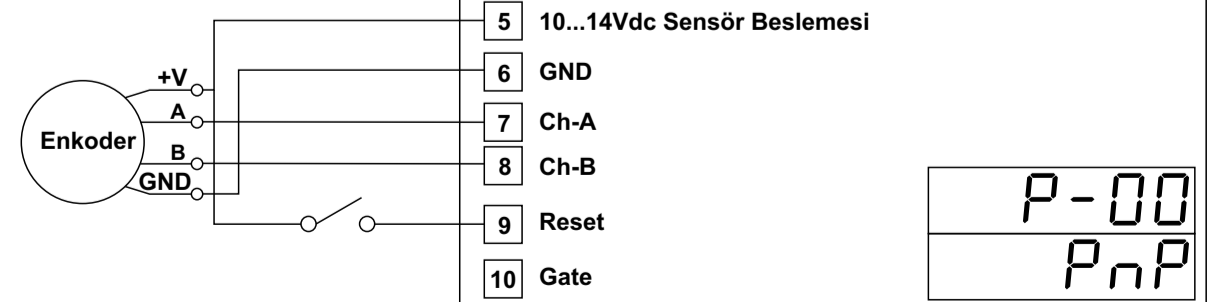 5 10...14Vdc Sensör Beslemesi
+V
6 GND
A
7 Ch-A
Enkoder
B
8 Ch-B
GND
9 Reset
10 Gate
P-00
PnP